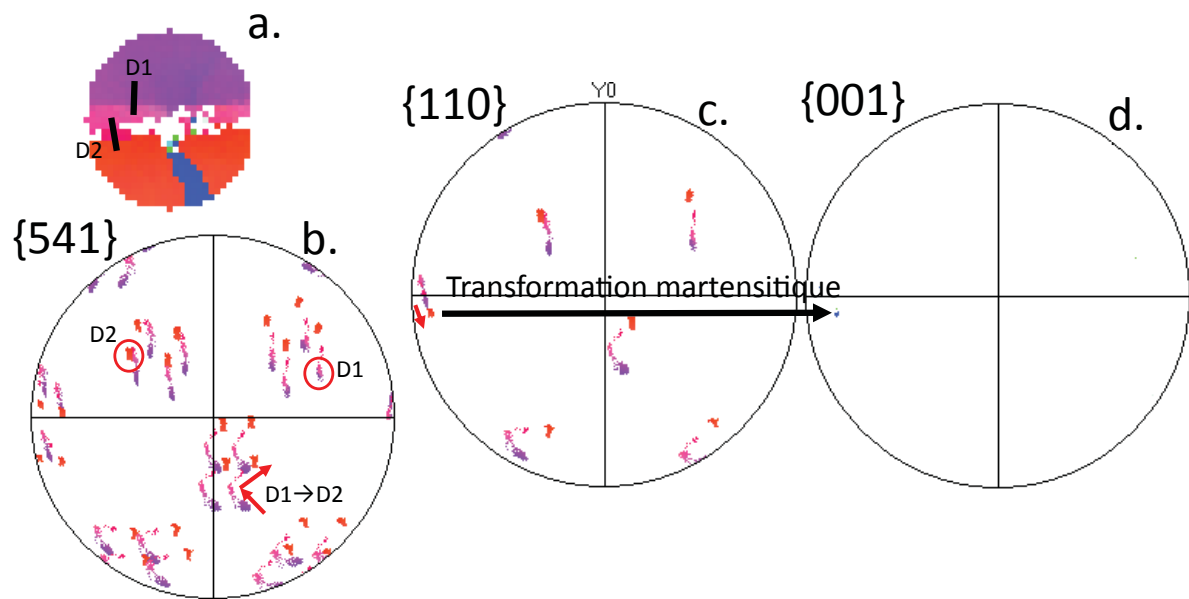 a.
D1
D2
{541}
b.
D2
D1
D1→D2
{110}
Y0
c.
Transformation martensitique
{001}
d.